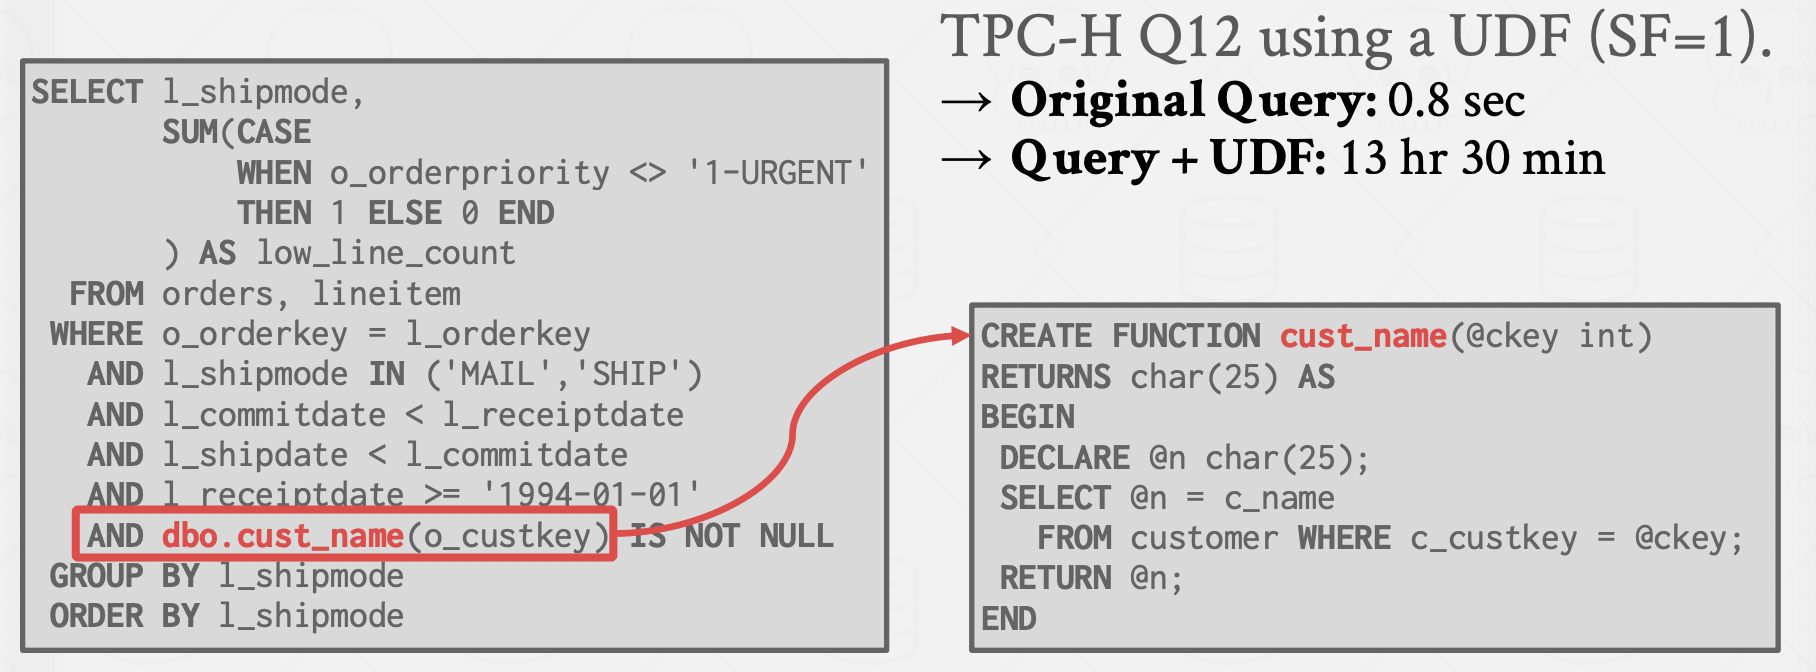 TPC-H Q12 using a UDF (SF=1).
→ Original Query: 0.8 sec
→ Query + UDF: 13 hr 30 min
SELECT l_shipmode,
SUM(CASE
WHEN o_orderpriority <> '1-URGENT'
THEN 1 ELSE 0 END
) AS low_line_count
FROM orders, lineitem
WHERE o_orderkey = l_orderkey
AND l_shipmode IN ('MAIL','SHIP')
AND l_commitdate < l_receiptdate
AND l_shipdate < l_commitdate
AND l_receiptdate >= '1994-01-01'
AND dbo.cust_name(o_custkey) IS NOT NULL
GROUP BY l_shipmode
ORDER BY l_shipmode
CREATE FUNCTION cust_name(@ckey int)
RETURNS char(25) AS
BEGIN
DECLARE @n char(25);
SELECT @n = c_name
FROM customer WHERE c_custkey = @ckey;
RETURN @n;
END